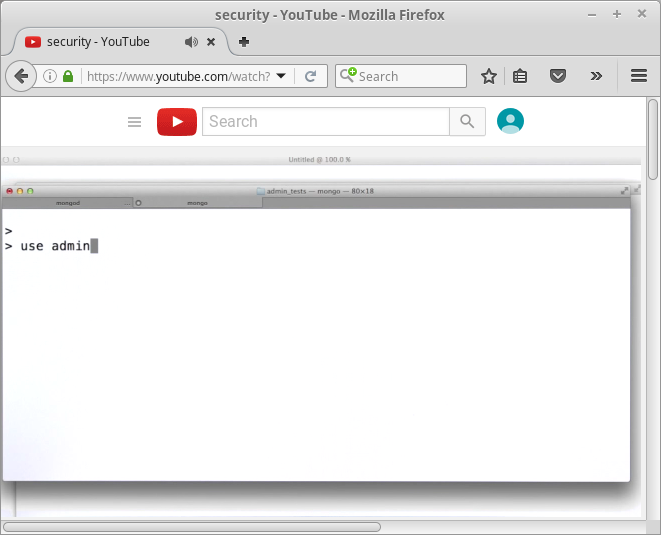 security - YouTube - Mozilla Firefox
security - YouTube
https://www.youtube.com/watch?
Search
Search
Untitled @ 100.0 %
admin_tests — mongo — 80×18
mongod
mongo
>
> use admin